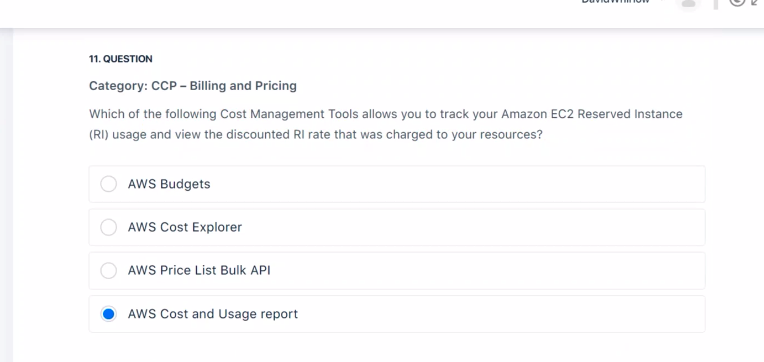 11. QUESTION
Category: CCP – Billing and Pricing
Which of the following Cost Management Tools allows you to track your Amazon EC2 Reserved Instance
(RI) usage and view the discounted RI rate that was charged to your resources?
AWS Budgets
AWS Cost Explorer
AWS Price List Bulk API
AWS Cost and Usage report